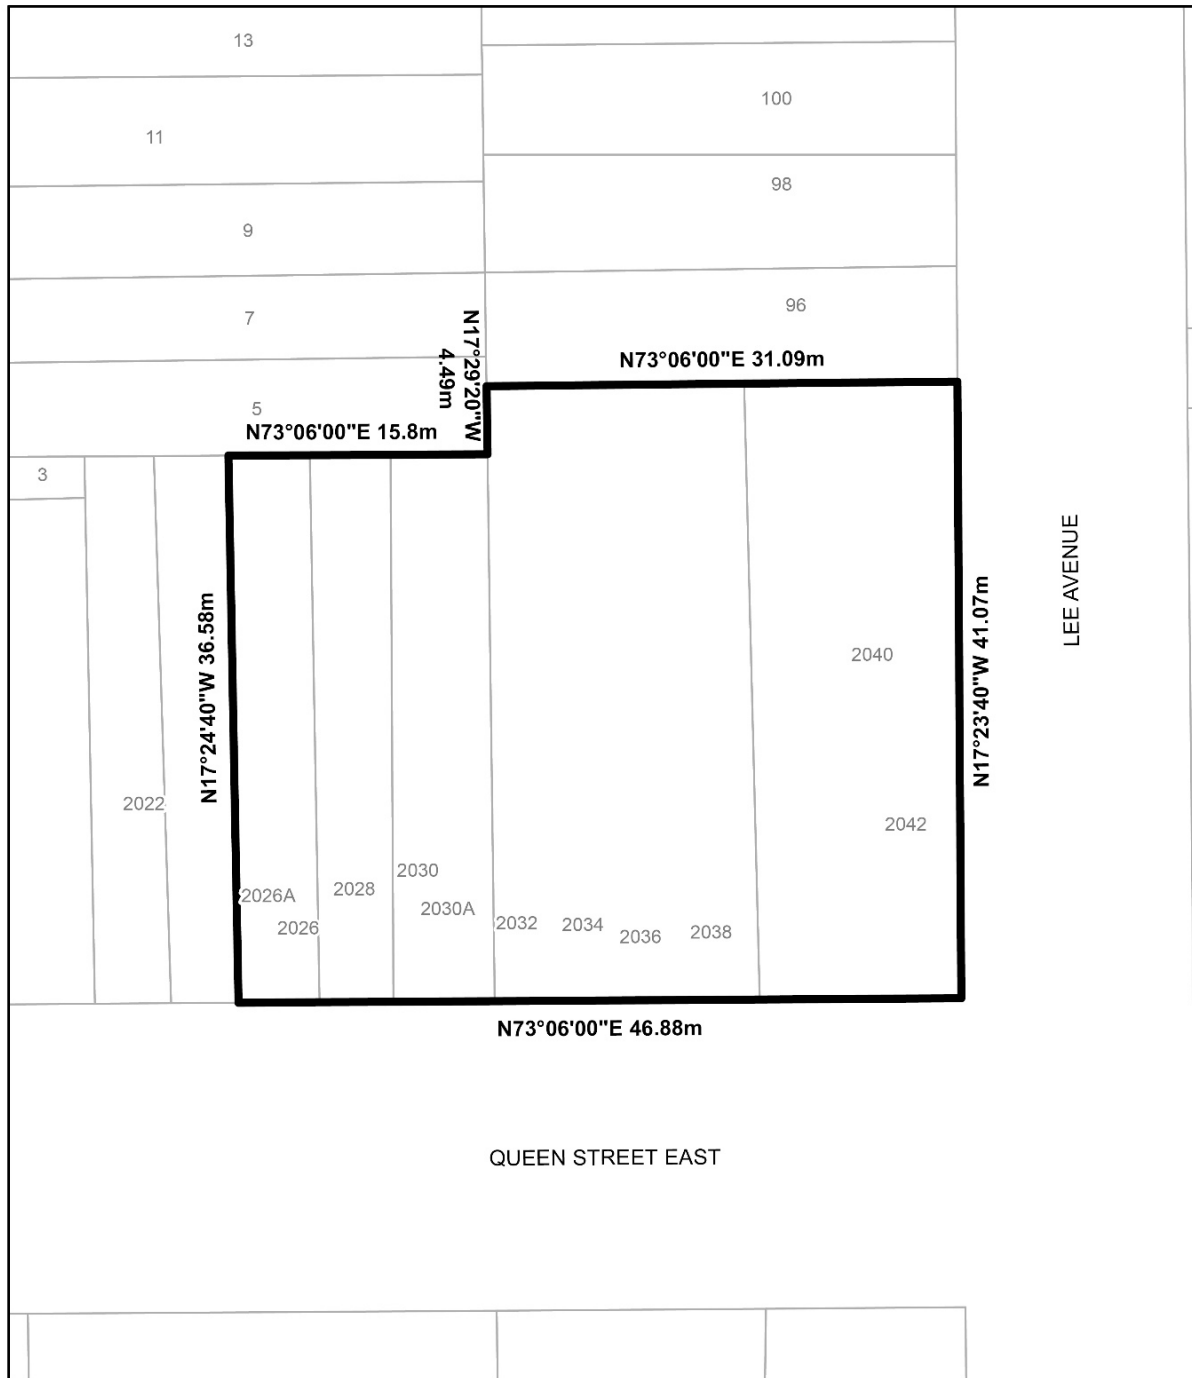 13
100
11
98
9
96
7
N17°29'20"W
4.49m
N73°06'00"E 31.09m
5
N73°06'00"E 15.8m
3
LEE AVENUE
N17°24'40"W 36.58m
N17°23'40"W 41.07m
2040
2022
2042
2030
2028
2026A
2030A
2032
2034
2036
2038
2026
N73°06'00"E 46.88m
QUEEN STREET EAST